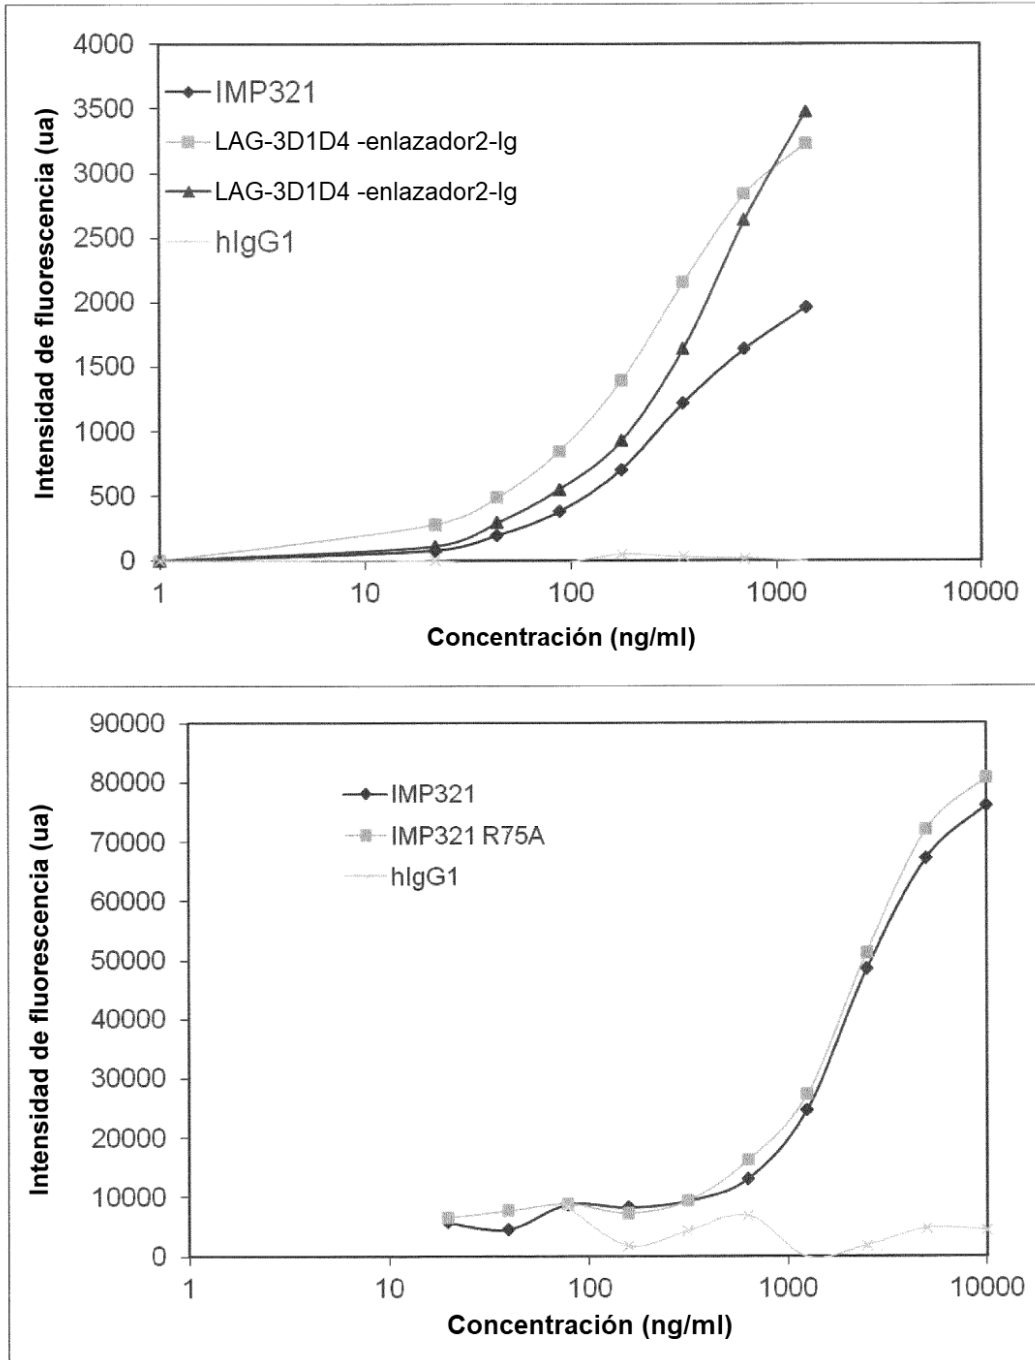 4000
3500
3000
2500
2000
1500
1000
500
0
Intensidad de fluorescencia (ua)
IMP321
LAG-3D1D4 -enlazador2-Ig
LAG-3D1D4 -enlazador2-Ig
hIgG1
1 10 100 1000 10000
Concentración (ng/ml)
90000
80000
70000
60000
50000
40000
30000
20000
10000
0
Intensidad de fluorescencia (ua)
IMP321
IMP321 R75A
hIgG1
1 10 100 1000 10000
Concentración (ng/ml)